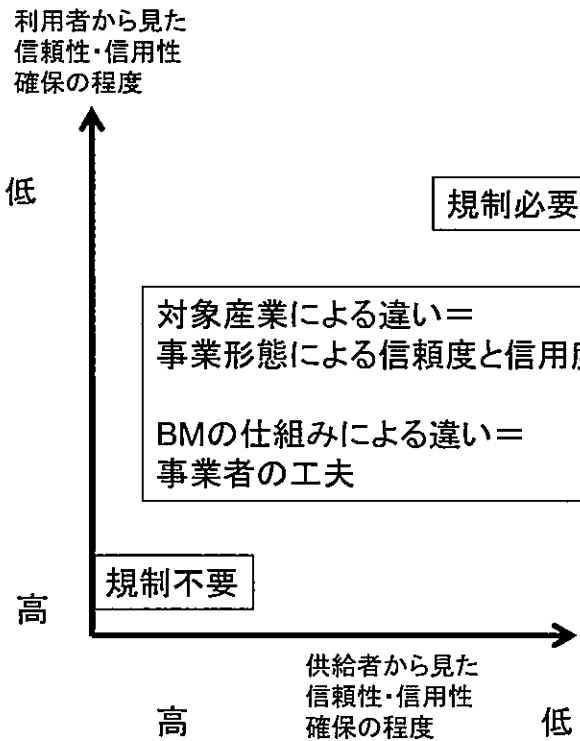 利用者から見た
信頼性・信用性
確保の程度
低
規制必要
対象産業による違い＝
事業形態による信頼度と信用度
BMの仕組みによる違い＝
事業者の工夫
規制不要
高
供給者から見た
信頼性・信用性
確保の程度
高
低